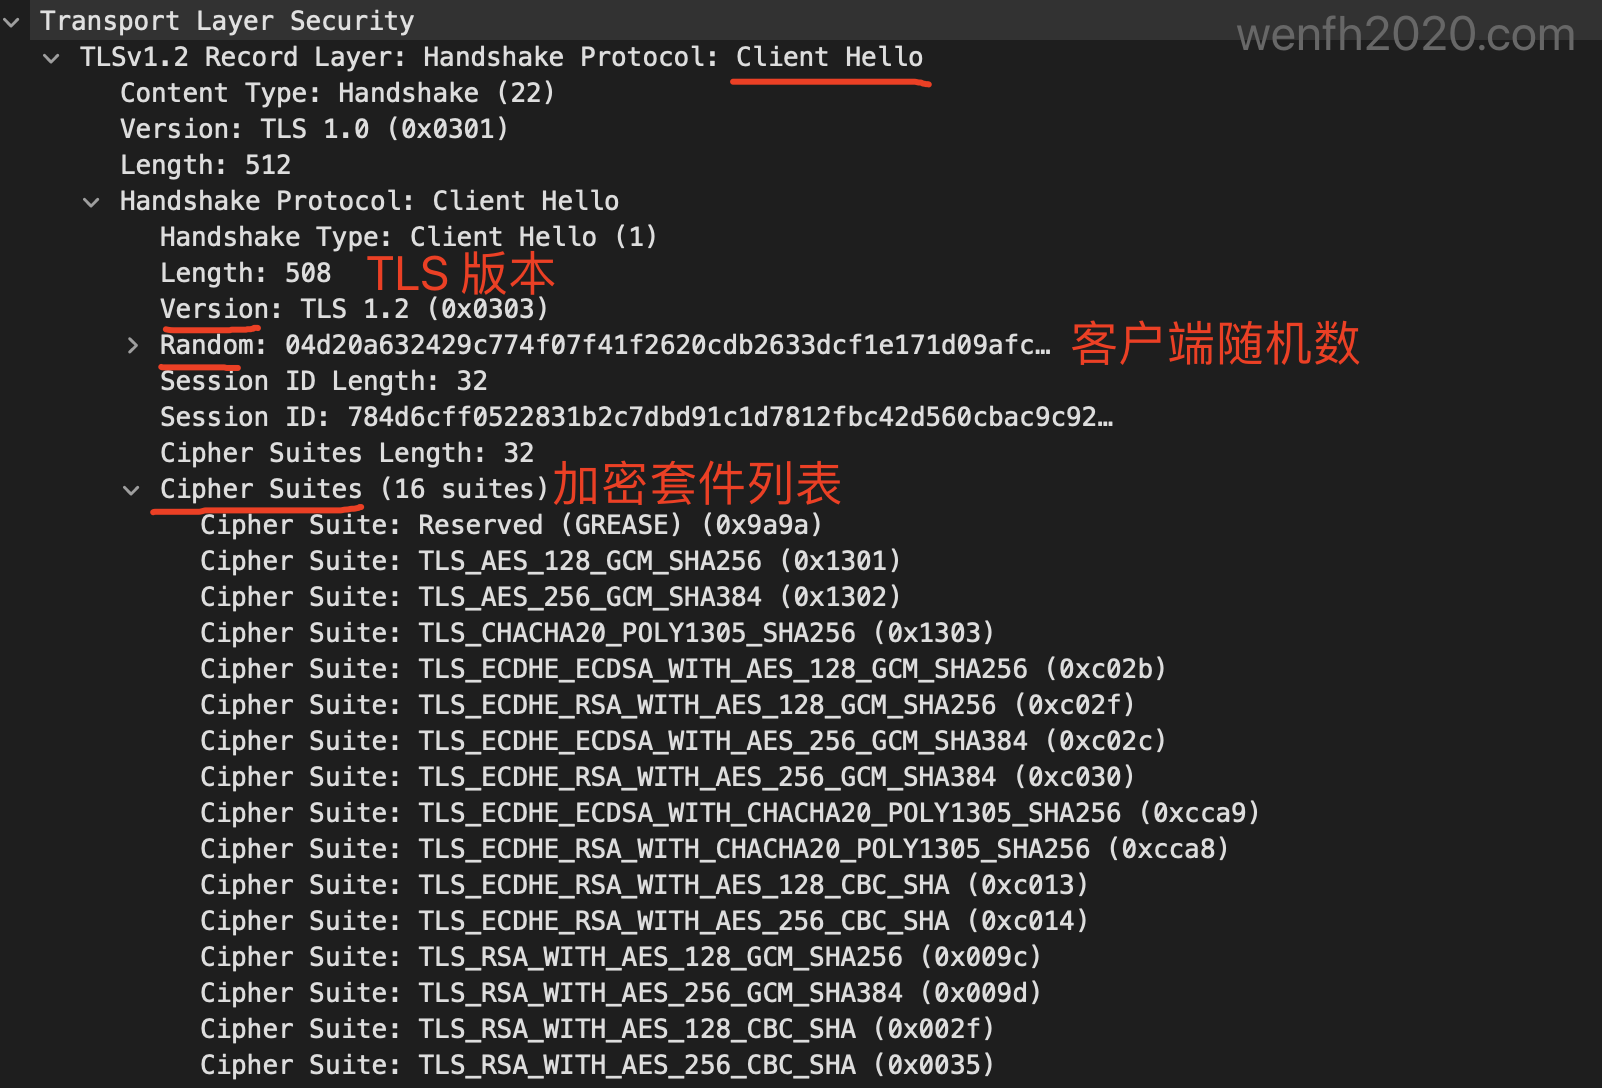 Transport Layer Security
wenfh2020.com
TLSv1.2 Record Layer: Handshake Protocol: Client Hello
Content Type: Handshake (22)
Version: TLS 1.0 (0x0301)
Length: 512
Handshake Protocol: Client Hello
Handshake Type: Client Hello (1)
Length: 508
TLS 版本
Version: TLS 1.2 (0x0303)
Random: 04d20a632429c774f07f41f2620cdb2633dcf1e171d09afc… 客户端随机数
Session ID Length: 32
Session ID: 784d6cff0522831b2c7dbd91c1d7812fbc42d560cbac9c92…
Cipher Suites Length: 32
Cipher Suites (16 suites) 加密套件列表
Cipher Suite: Reserved (GREASE) (0x9a9a)
Cipher Suite: TLS_AES_128_GCM_SHA256 (0x1301)
Cipher Suite: TLS_AES_256_GCM_SHA384 (0x1302)
Cipher Suite: TLS_CHACHA20_POLY1305_SHA256 (0x1303)
Cipher Suite: TLS_ECDHE_ECDSA_WITH_AES_128_GCM_SHA256 (0xc02b)
Cipher Suite: TLS_ECDHE_RSA_WITH_AES_128_GCM_SHA256 (0xc02f)
Cipher Suite: TLS_ECDHE_ECDSA_WITH_AES_256_GCM_SHA384 (0xc02c)
Cipher Suite: TLS_ECDHE_RSA_WITH_AES_256_GCM_SHA384 (0xc030)
Cipher Suite: TLS_ECDHE_ECDSA_WITH_CHACHA20_POLY1305_SHA256 (0xcca9)
Cipher Suite: TLS_ECDHE_RSA_WITH_CHACHA20_POLY1305_SHA256 (0xcca8)
Cipher Suite: TLS_ECDHE_RSA_WITH_AES_128_CBC_SHA (0xc013)
Cipher Suite: TLS_ECDHE_RSA_WITH_AES_256_CBC_SHA (0xc014)
Cipher Suite: TLS_RSA_WITH_AES_128_GCM_SHA256 (0x009c)
Cipher Suite: TLS_RSA_WITH_AES_256_GCM_SHA384 (0x009d)
Cipher Suite: TLS_RSA_WITH_AES_128_CBC_SHA (0x002f)
Cipher Suite: TLS_RSA_WITH_AES_256_CBC_SHA (0x0035)